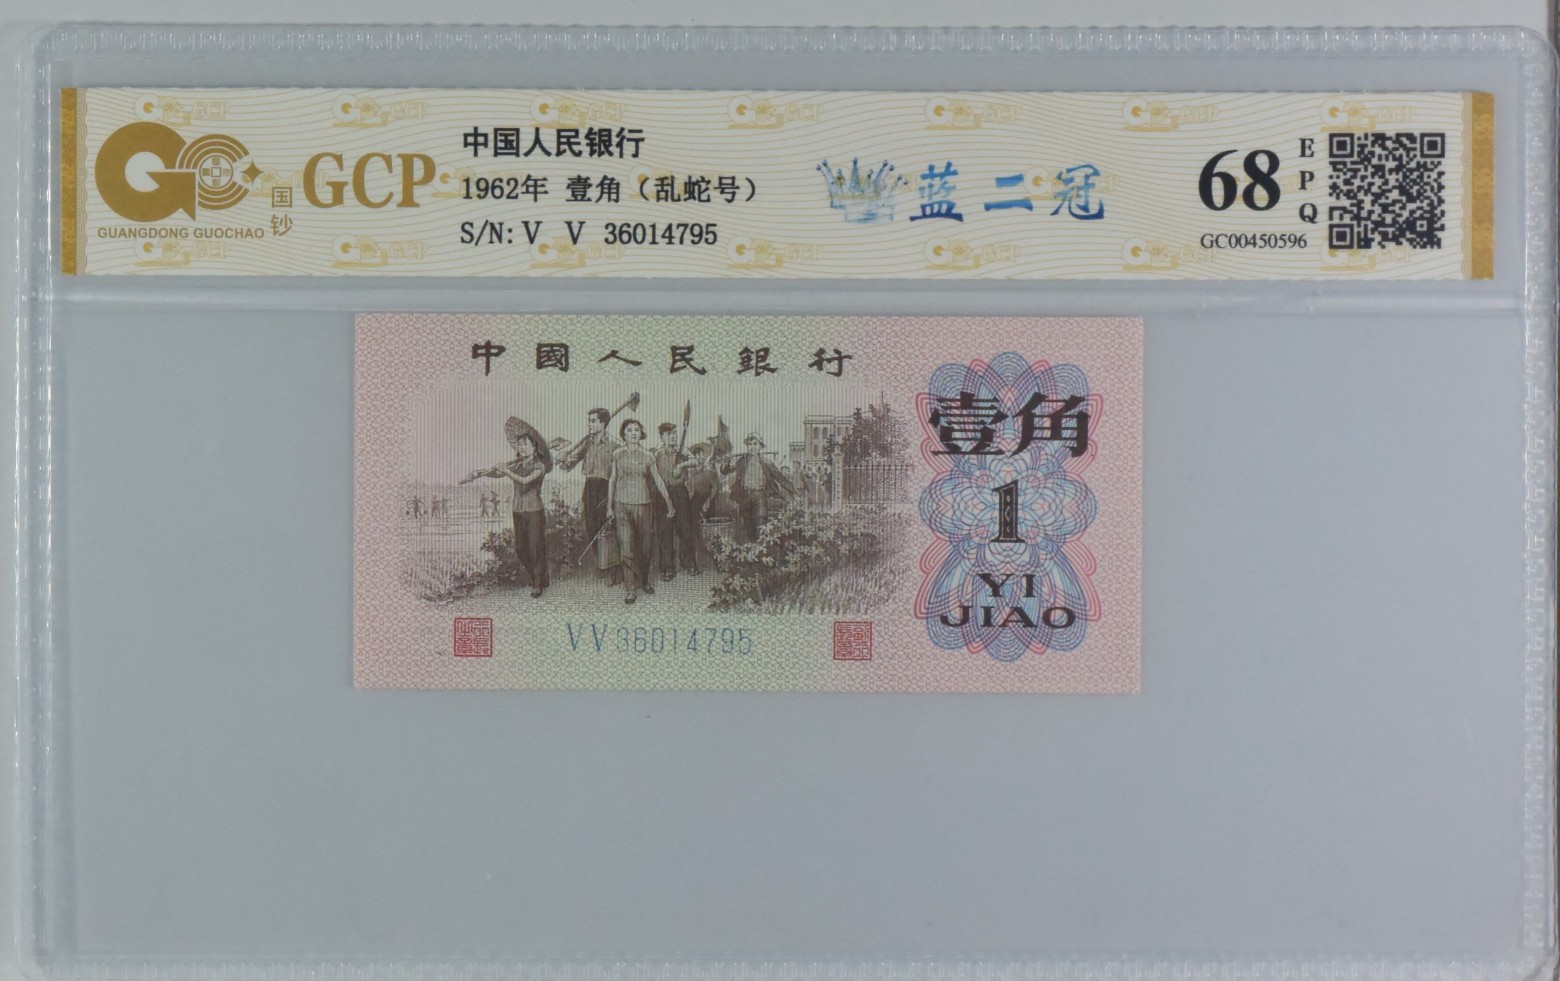 GCP
国钞
GUANGDONG GUOCHAO
中国人民银行
1962年 壹角（乱蛇号）
S/N: V V 36014795
蓝二冠
68
EPQ
GC00450596
中國人民銀行
壹角
1
YI
JIAO
VV36014795